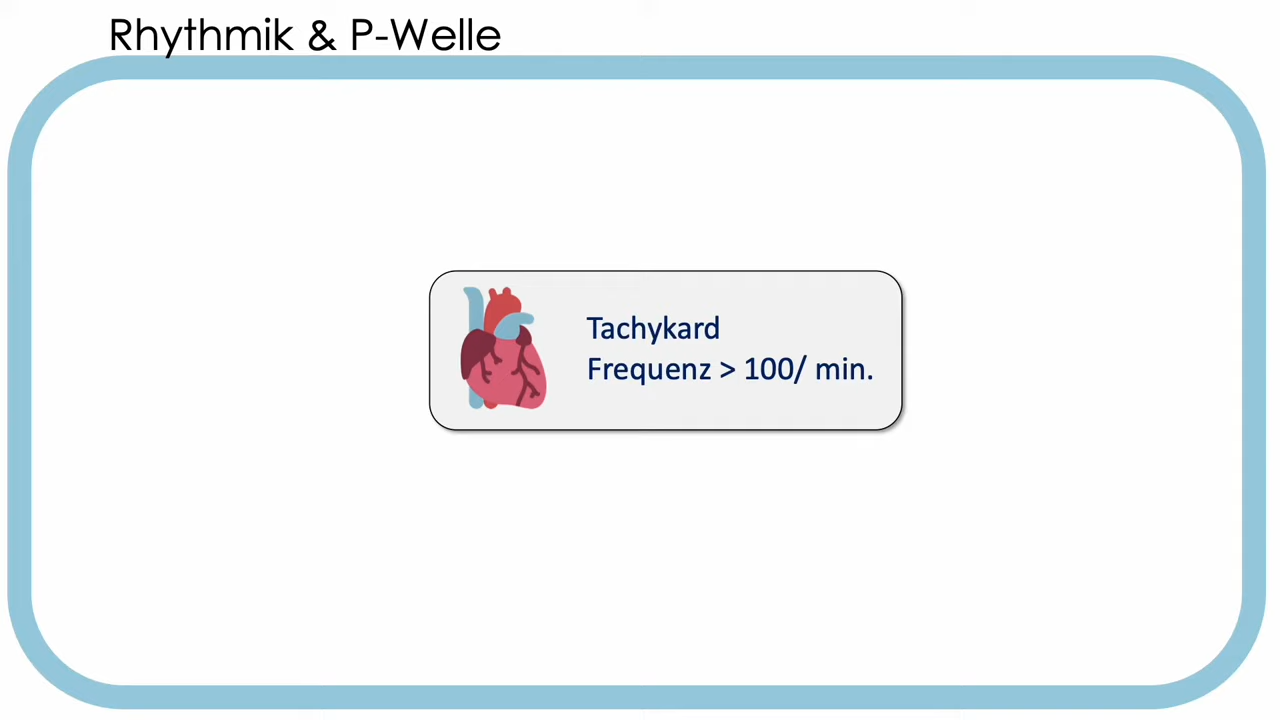 Rhythmik & P-Welle
Tachykard
Frequenz > 100/ min.